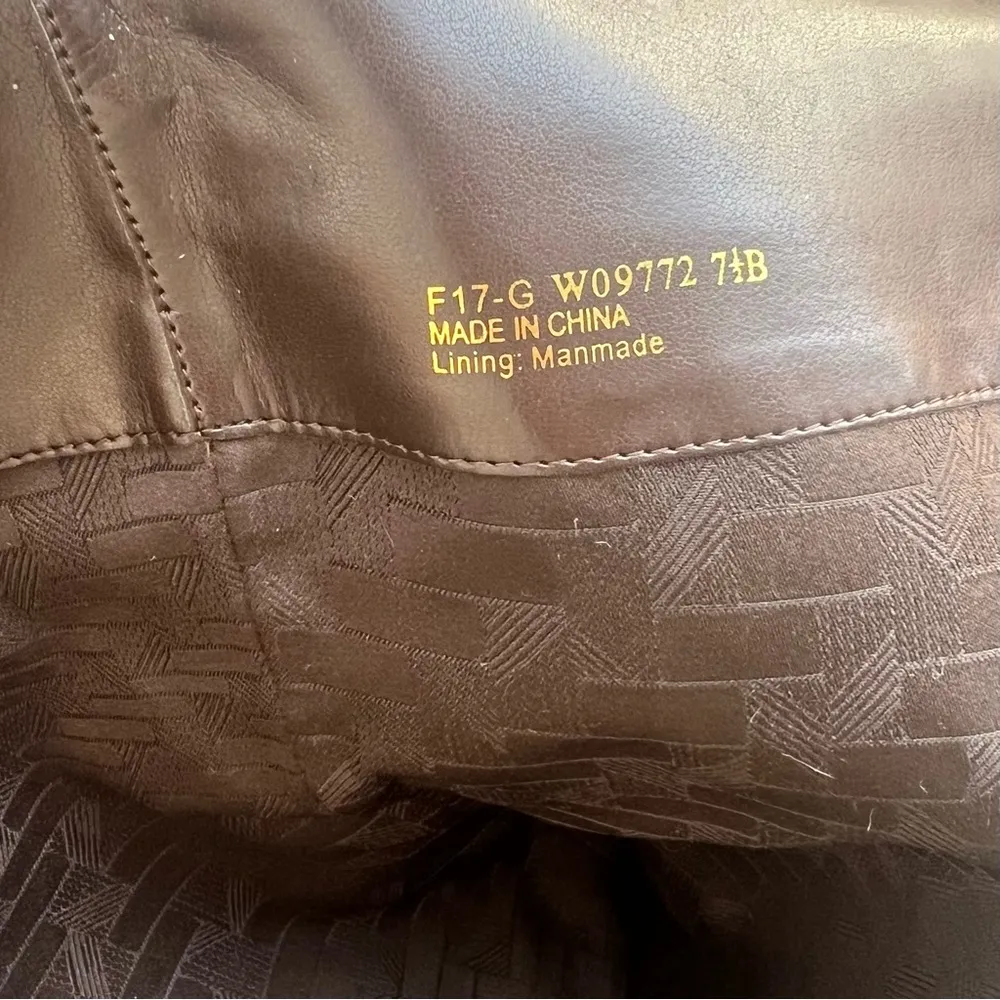 F17-G W09772 7½B
MADE IN CHINA
Lining: Manmade